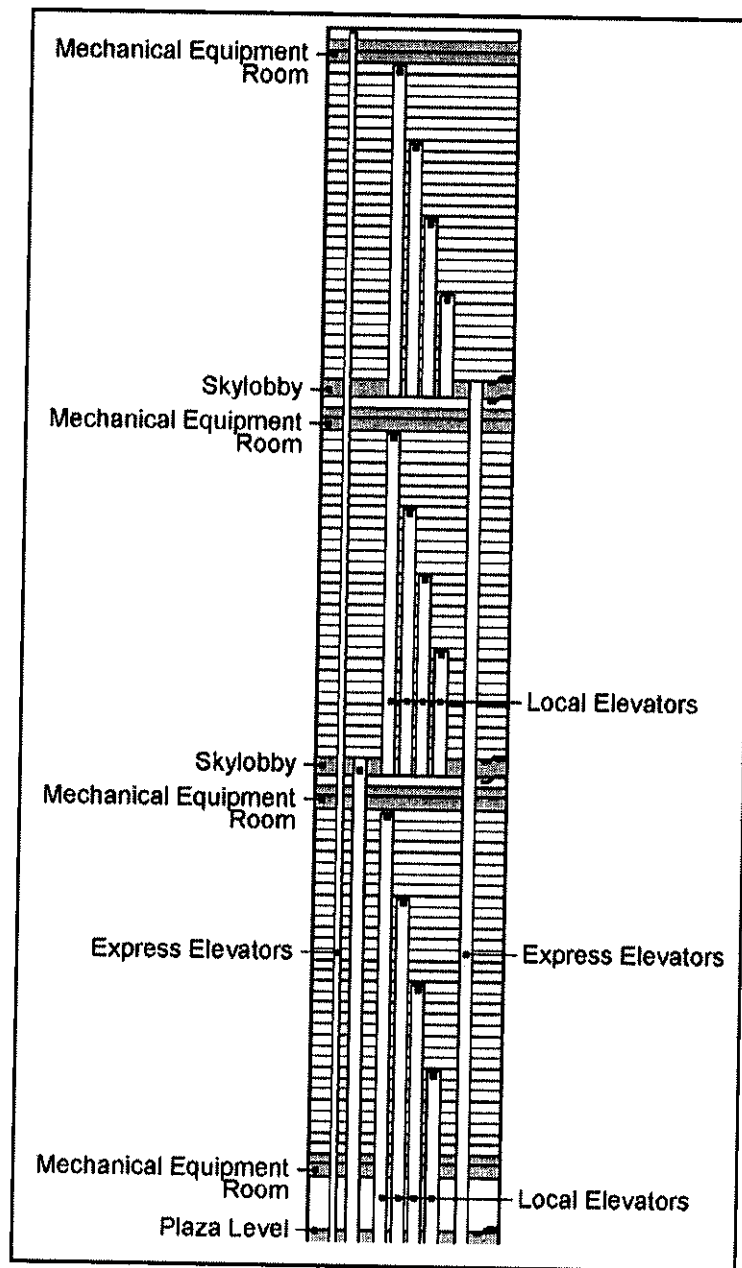 Mechanical Equipment
Room
Skylobby
Mechanical Equipment
Room
Local Elevators
Skylobby
Mechanical Equipment
Room
Express Elevators
Express Elevators
Mechanical Equipment
Room
Local Elevators
Plaza Level